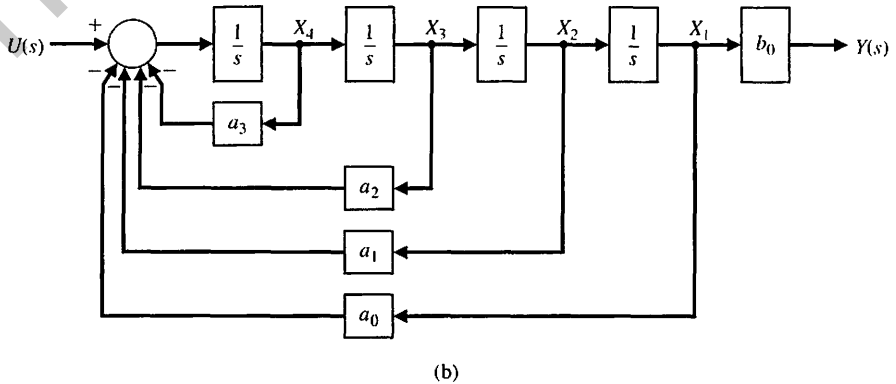 U(s) + − − − − 1/s X₄ 1/s X₃ 1/s X₂ 1/s X₁ b₀ Y(s)
a₃
a₂
a₁
a₀
(b)